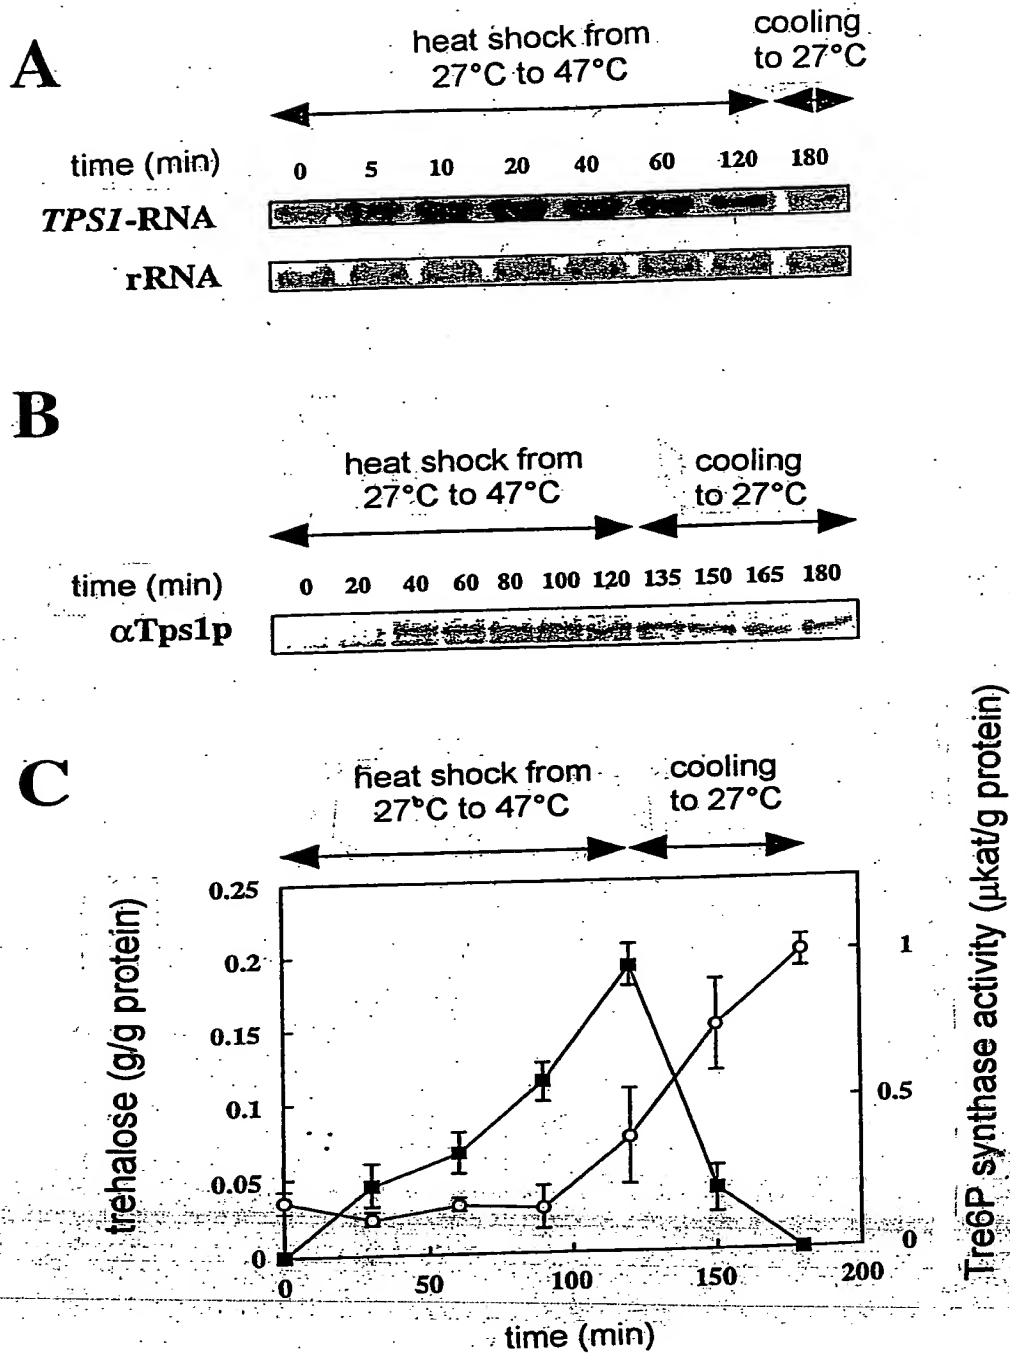 A
heat shock from
27°C to 47°C
cooling
to 27°C
time (min) 0 5 10 20 40 60 120 180
TPS1-RNA
rRNA
B
heat shock from
27°C to 47°C
cooling
to 27°C
time (min) 0 20 40 60 80 100 120 135 150 165 180
αTps1p
C
heat shock from
27°C to 47°C
cooling
to 27°C
trehalose (g/g protein)
0.25
0.2
0.15
0.1
0.05
0
1
0.5
0
Tre6P synthase activity (μkat/g protein)
0 50 100 150 200
time (min)